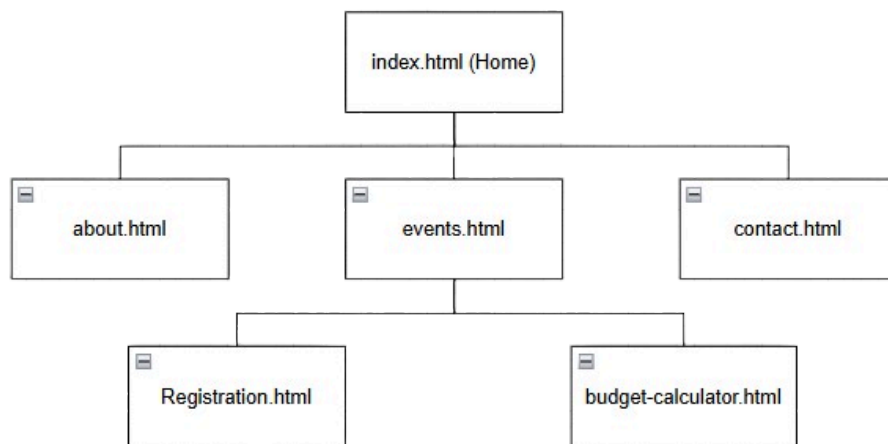 index.html (Home)
about.html
events.html
contact.html
Registration.html
budget-calculator.html